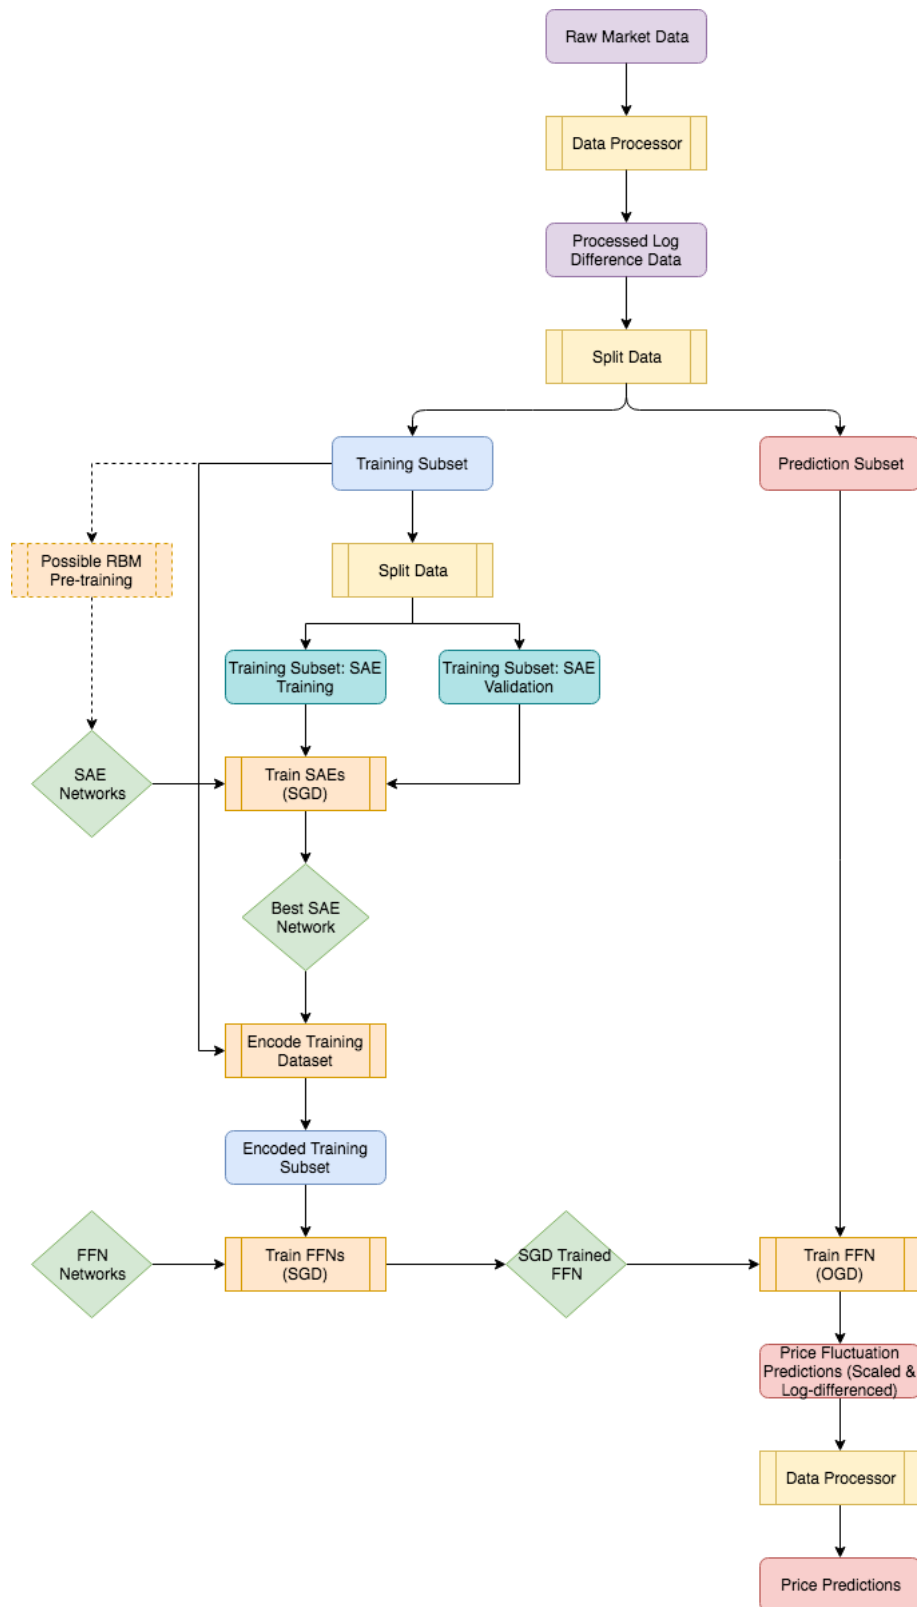 Raw Market Data
Data Processor
Processed Log
Difference Data
Split Data
Training Subset
Prediction Subset
Possible RBM
Pre-training
Split Data
Training Subset: SAE
Training
Training Subset: SAE
Validation
SAE
Networks
Train SAEs
(SGD)
Best SAE
Network
Encode Training
Dataset
Encoded Training
Subset
FFN
Networks
Train FFNs
(SGD)
SGD Trained
FFN
Train FFN
(OGD)
Price Fluctuation
Predictions (Scaled &
Log-differenced)
Data Processor
Price Predictions